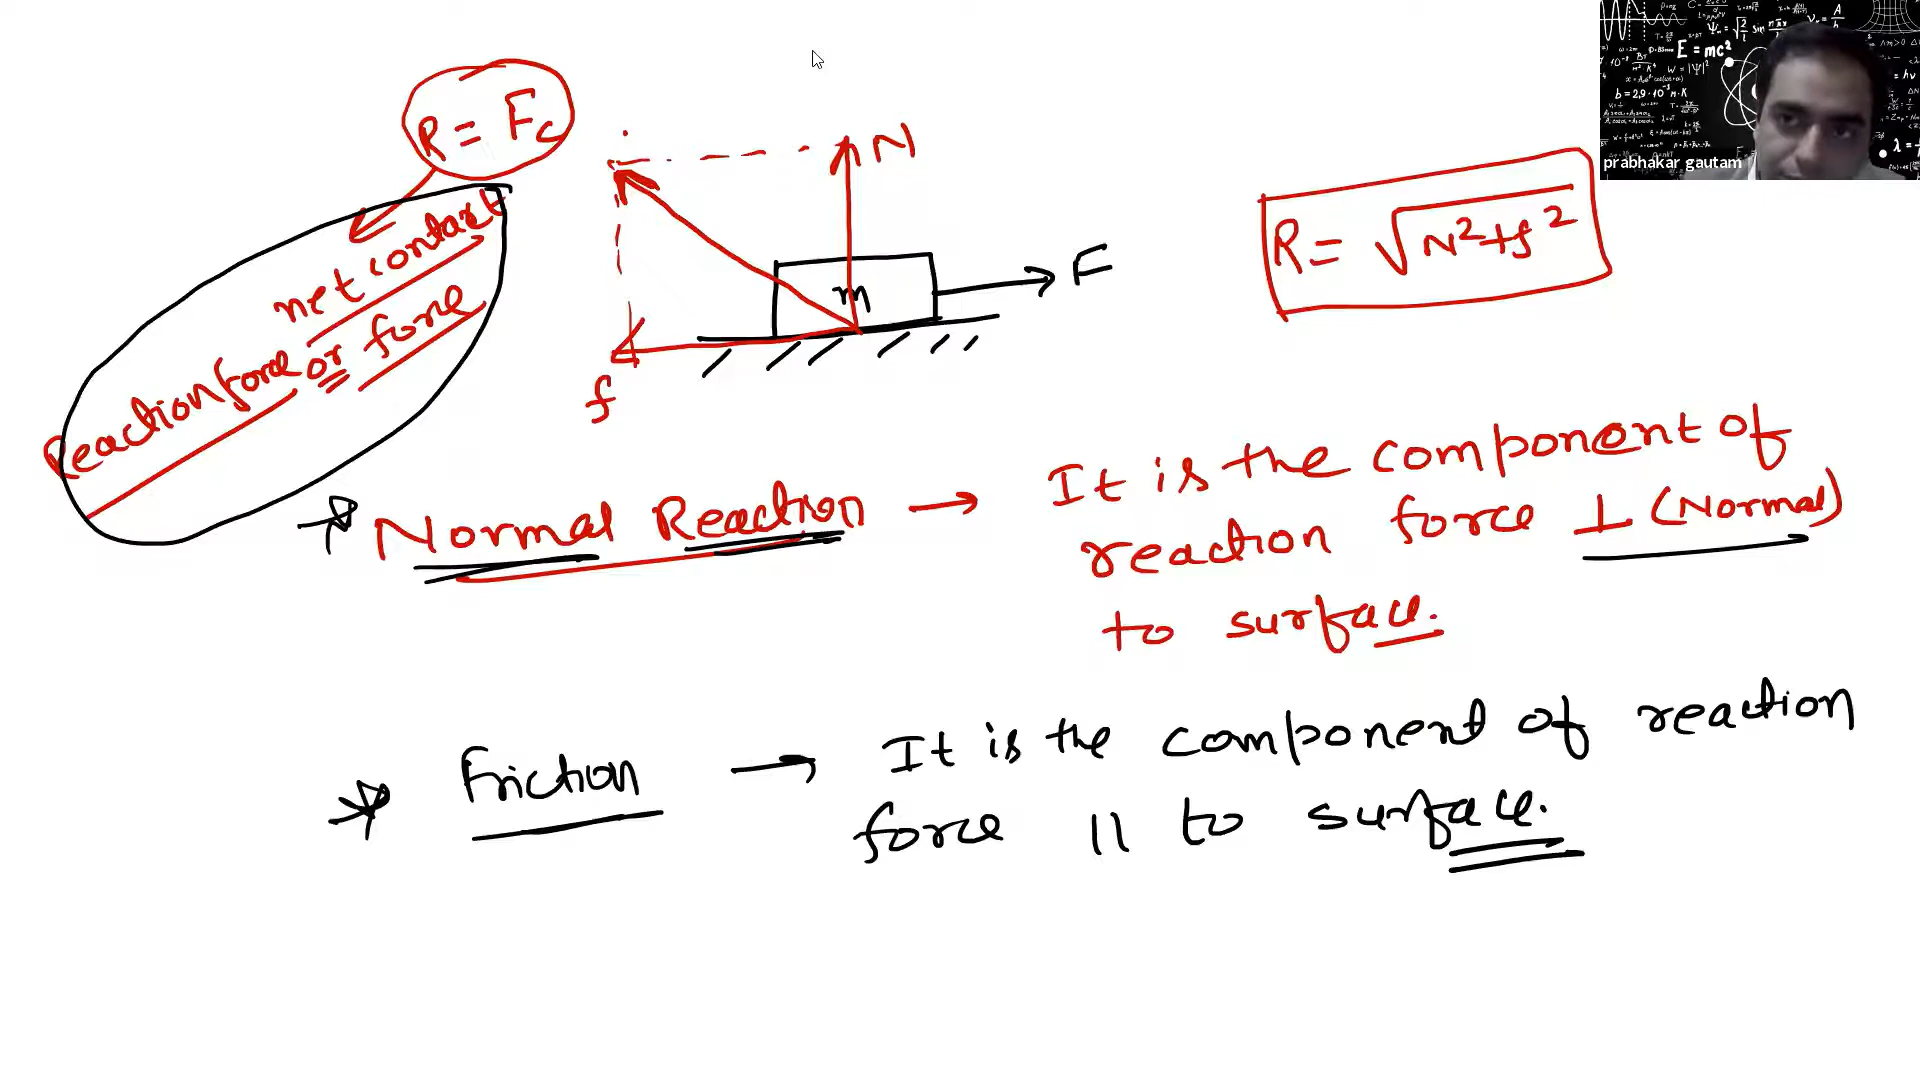 R = Fc
N
F
m
f
R = √N²+f²
net contact
Reaction force or force
Normal Reaction → It is the component of
reaction force ⊥ (Normal)
to surface.
Friction → It is the component of reaction
force || to surface.
E = mc²
prabhakar gautam